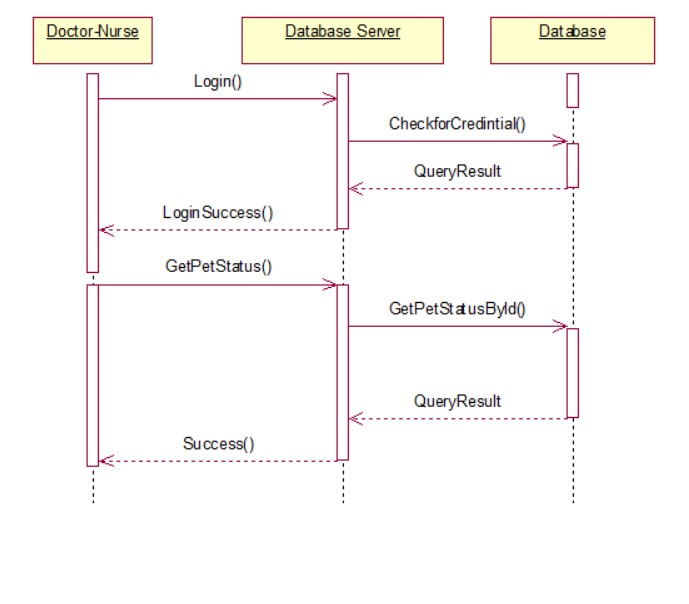 Doctor-Nurse
Database Server
Database
Login()
CheckforCredintial()
QueryResult
LoginSuccess()
GetPetStatus()
GetPetStatusById()
QueryResult
Success()